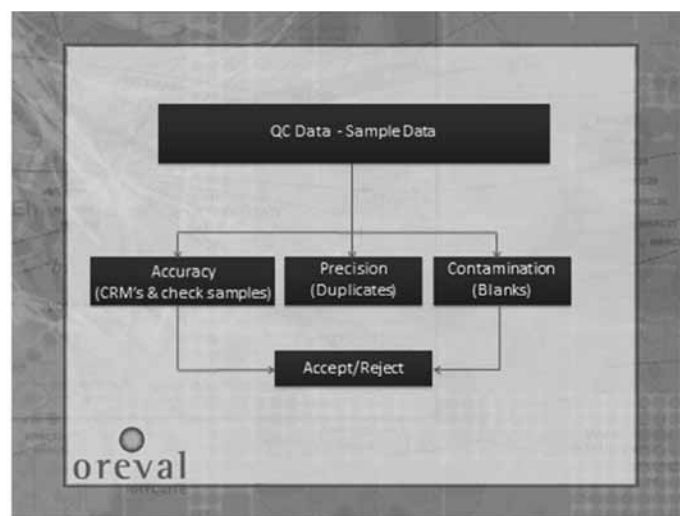 QC Data - Sample Data
Accuracy
(CRM's & check samples)
Precision
(Duplicates)
Contamination
(Blanks)
Accept/Reject
oreval